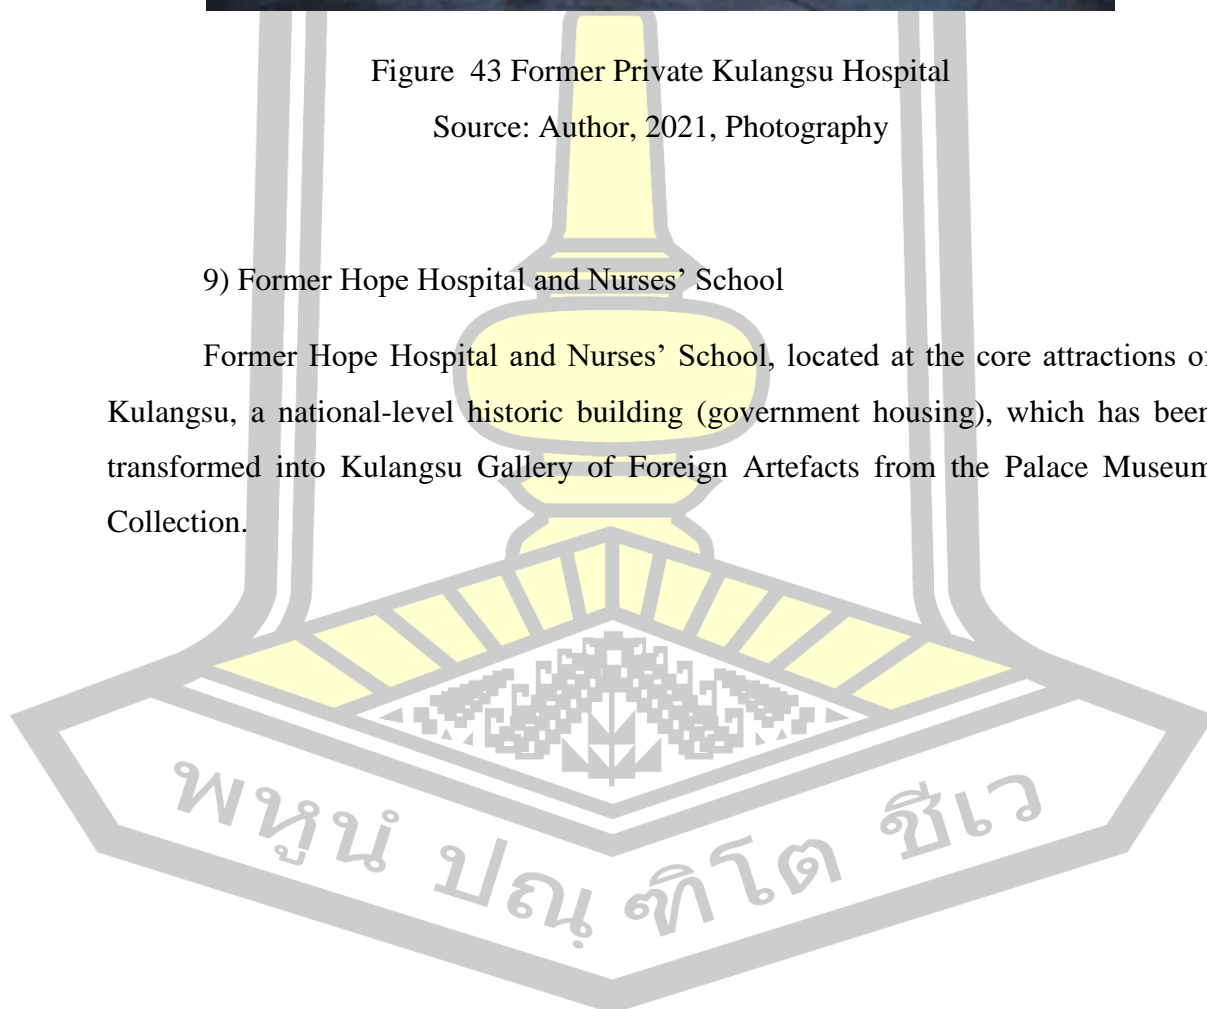 Figure 43 Former Private Kulangsu Hospital
Source: Author, 2021, Photography
9) Former Hope Hospital and Nurses’ School
Former Hope Hospital and Nurses’ School, located at the core attractions of
Kulangsu, a national-level historic building (government housing), which has been
transformed into Kulangsu Gallery of Foreign Artefacts from the Palace Museum
Collection.
พหูนํ ปณฺฑิโต ชีเว